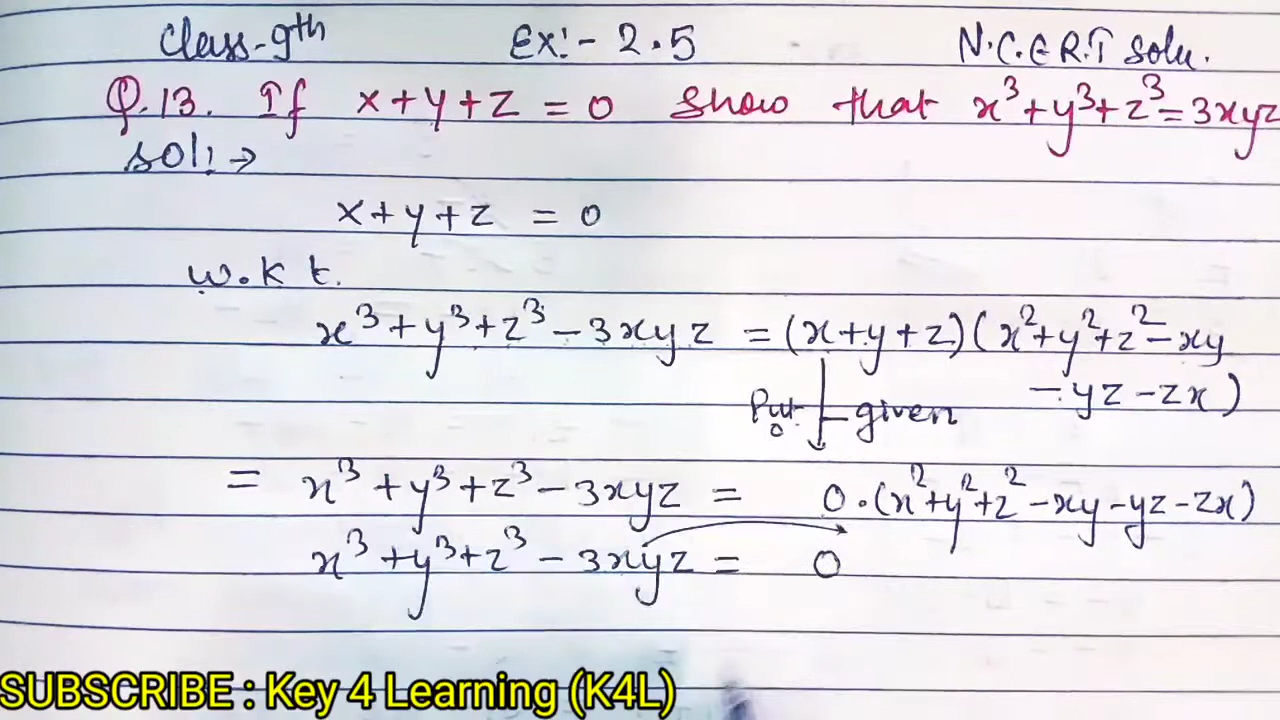 Class-9th Ex:- 2.5 N.C.E.R.T Solu.
Q.13. If x+y+z = 0 show that x³+y³+z³=3xyz
sol: →
x+y+z = 0
w.k t.
x³+y³+z³-3xyz = (x+y+z)(x²+y²+z²-xy
-yz-zx)
Put 0 given
= x³+y³+z³-3xyz = 0.(x²+y²+z²-xy-yz-zx)
x³+y³+z³-3xyz = 0
SUBSCRIBE : Key 4 Learning (K4L)